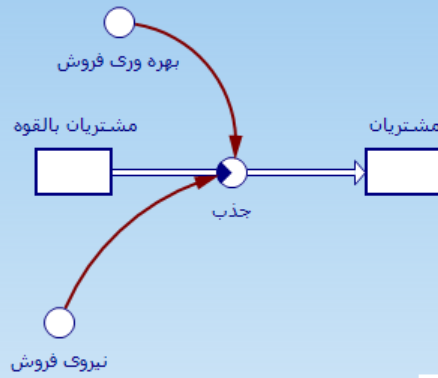 بهره وری فروش
مشتریان بالقوه
مشتریان
جذب
نیروی فروش